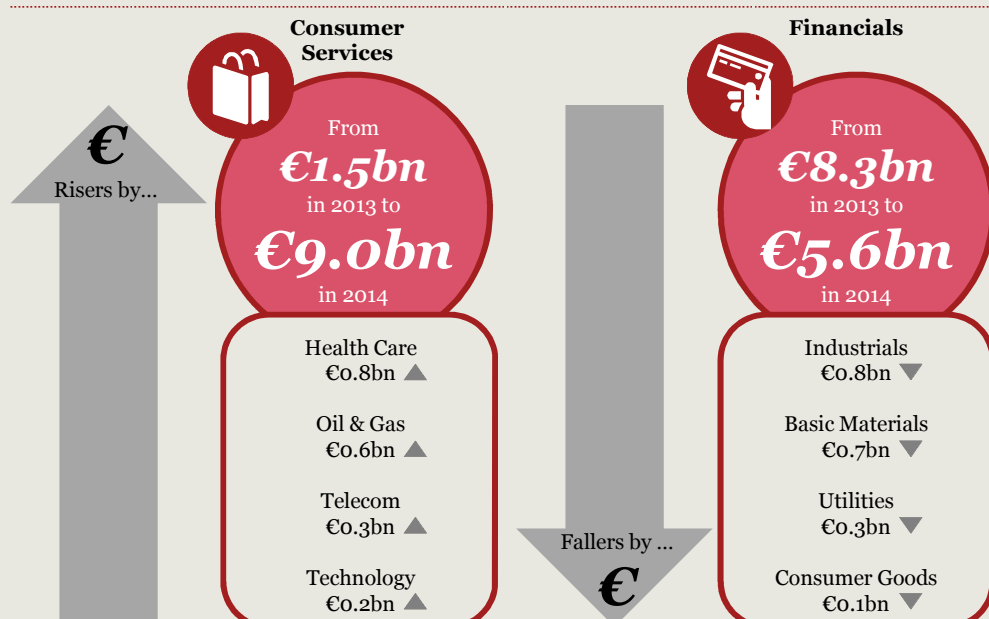 Consumer
Services
€
Risers by...
From
€1.5bn
in 2013 to
€9.0bn
in 2014
Health Care
€0.8bn
Oil & Gas
€0.6bn
Telecom
€0.3bn
Technology
€0.2bn
Financials
Fallers by ...
€
From
€8.3bn
in 2013 to
€5.6bn
in 2014
Industrials
€0.8bn
Basic Materials
€0.7bn
Utilities
€0.3bn
Consumer Goods
€0.1bn